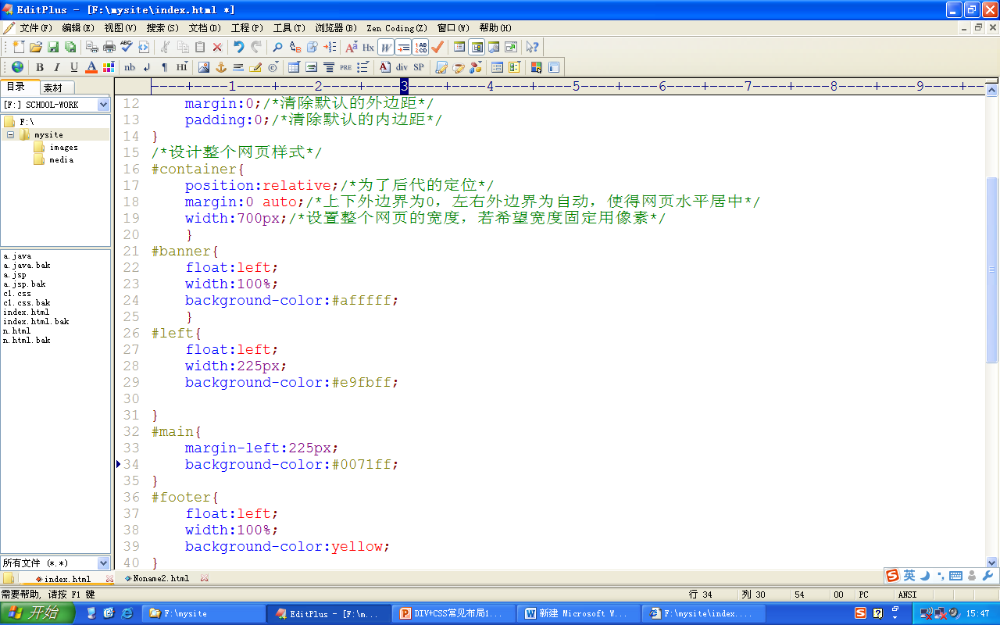 EditPlus - [F:\mysite\index.html *]
文件(F) 编辑(E) 视图(V) 搜索(S) 文档(D) 工程(P) 工具(T) 浏览器(B) Zen Coding(Z) 窗口(W) 帮助(H)
B I U A nb ¶ HI PRE A div SP
目录 素材
[F:] SCHOOL-WORK
F:\
mysite
images
media
a.java
a.java.bak
a.jsp
a.jsp.bak
c1.css
c1.css.bak
index.html
index.html.bak
n.html
n.html.bak
所有文件 (*.*)
----+----1----+----2----+----3----+----4----+----5----+----6----+----7----+----8----+----9----+--
12 margin:0;/*清除默认的外边距*/
13 padding:0;/*清除默认的内边距*/
14 }
15 /*设计整个网页样式*/
16 #container{
17 position:relative;/*为了后代的定位*/
18 margin:0 auto;/*上下外边界为0，左右外边界为自动，使得网页水平居中*/
19 width:700px;/*设置整个网页的宽度，若希望宽度固定用像素*/
20 }
21 #banner{
22 float:left;
23 width:100%;
24 background-color:#afffff;
25 }
26 #left{
27 float:left;
28 width:225px;
29 background-color:#e9fbff;
30
31 }
32 #main{
33 margin-left:225px;
34 background-color:#0071ff;
35 }
36 #footer{
37 float:left;
38 width:100%;
39 background-color:yellow;
40 }
index.html Noname2.html
英
需要帮助, 请按 F1 键 行 34 列 30 54 00 PC ANSI
开始 F:\mysite EditPlus - [F:\m... DIV+CSS常见布局1... 新建 Microsoft W... F:\mysite\index.... 15:47